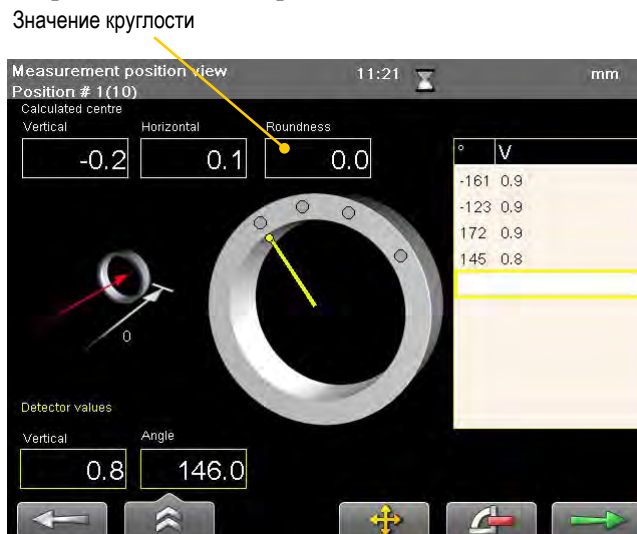 Значение круглости
Measurement position view 11:21 mm
Position # 1(10)
Calculated centre
Vertical Horizontal Roundness
-0.2 0.1 0.0
° V
-161 0.9
-123 0.9
172 0.9
145 0.8
0
Detector values
Vertical Angle
0.8 146.0